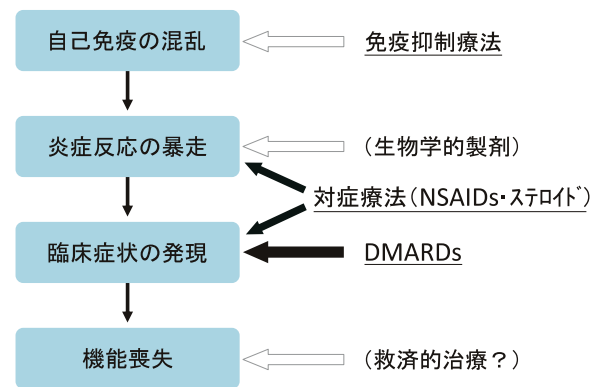 自己免疫の混乱
免疫抑制療法
炎症反応の暴走
(生物学的製剤)
対症療法(NSAIDs・ｽﾃﾛｲﾄﾞ)
臨床症状の発現
DMARDs
機能喪失
(救済的治療？)